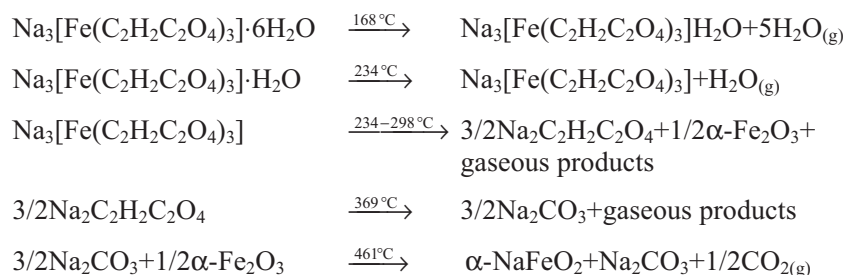 Na₃[Fe(C₂H₂C₂O₄)₃]·6H₂O 168 °C → Na₃[Fe(C₂H₂C₂O₄)₃]H₂O+5H₂O(g)
Na₃[Fe(C₂H₂C₂O₄)₃]·H₂O 234 °C → Na₃[Fe(C₂H₂C₂O₄)₃]+H₂O(g)
Na₃[Fe(C₂H₂C₂O₄)₃] 234–298 °C → 3/2Na₂C₂H₂C₂O₄+1/2α-Fe₂O₃+
gaseous products
3/2Na₂C₂H₂C₂O₄ 369 °C → 3/2Na₂CO₃+gaseous products
3/2Na₂CO₃+1/2α-Fe₂O₃ 461°C → α-NaFeO₂+Na₂CO₃+1/2CO₂(g)